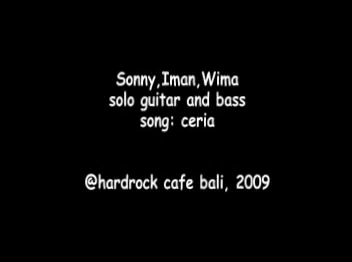 Sonny,Iman,Wima
solo guitar and bass
song: ceria
@hardrock cafe bali, 2009